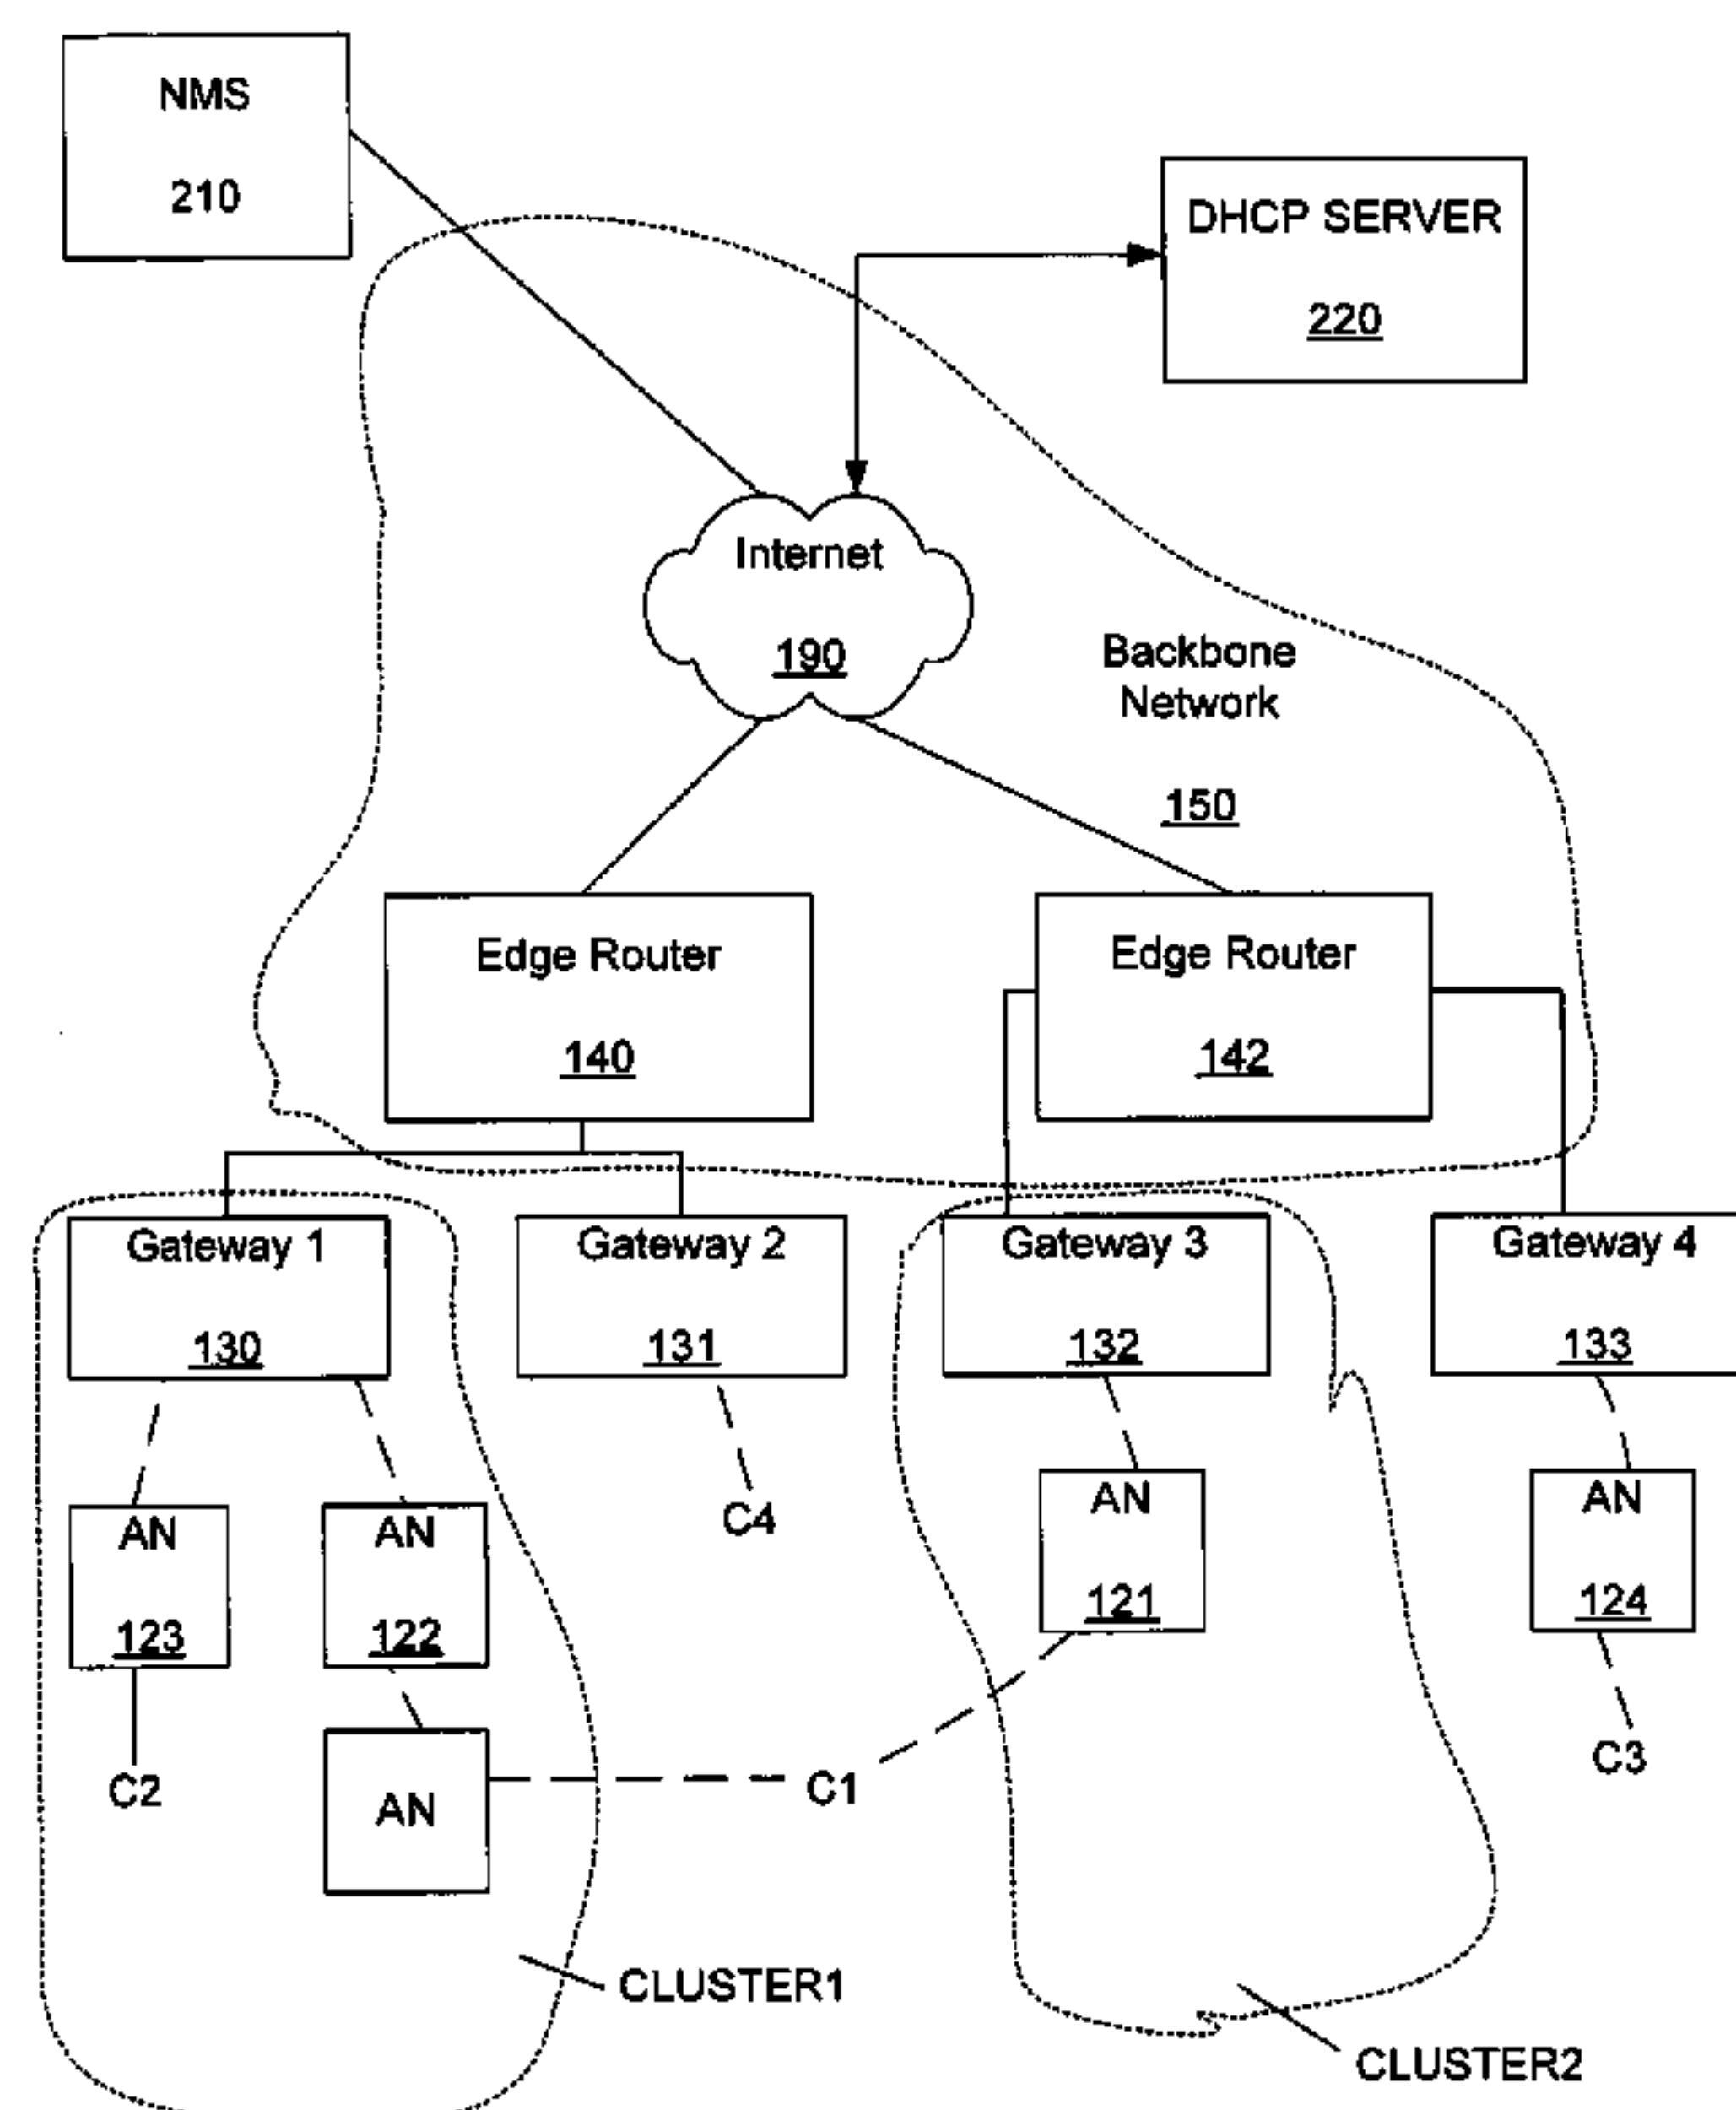 NMS
210
DHCP SERVER
220
Internet
190
Backbone
Network
150
Edge Router
140
Edge Router
142
Gateway 1
130
Gateway 2
131
Gateway 3
132
Gateway 4
133
AN
123
AN
122
C4
AN
121
AN
124
C2
AN
C1
C3
CLUSTER1
CLUSTER2